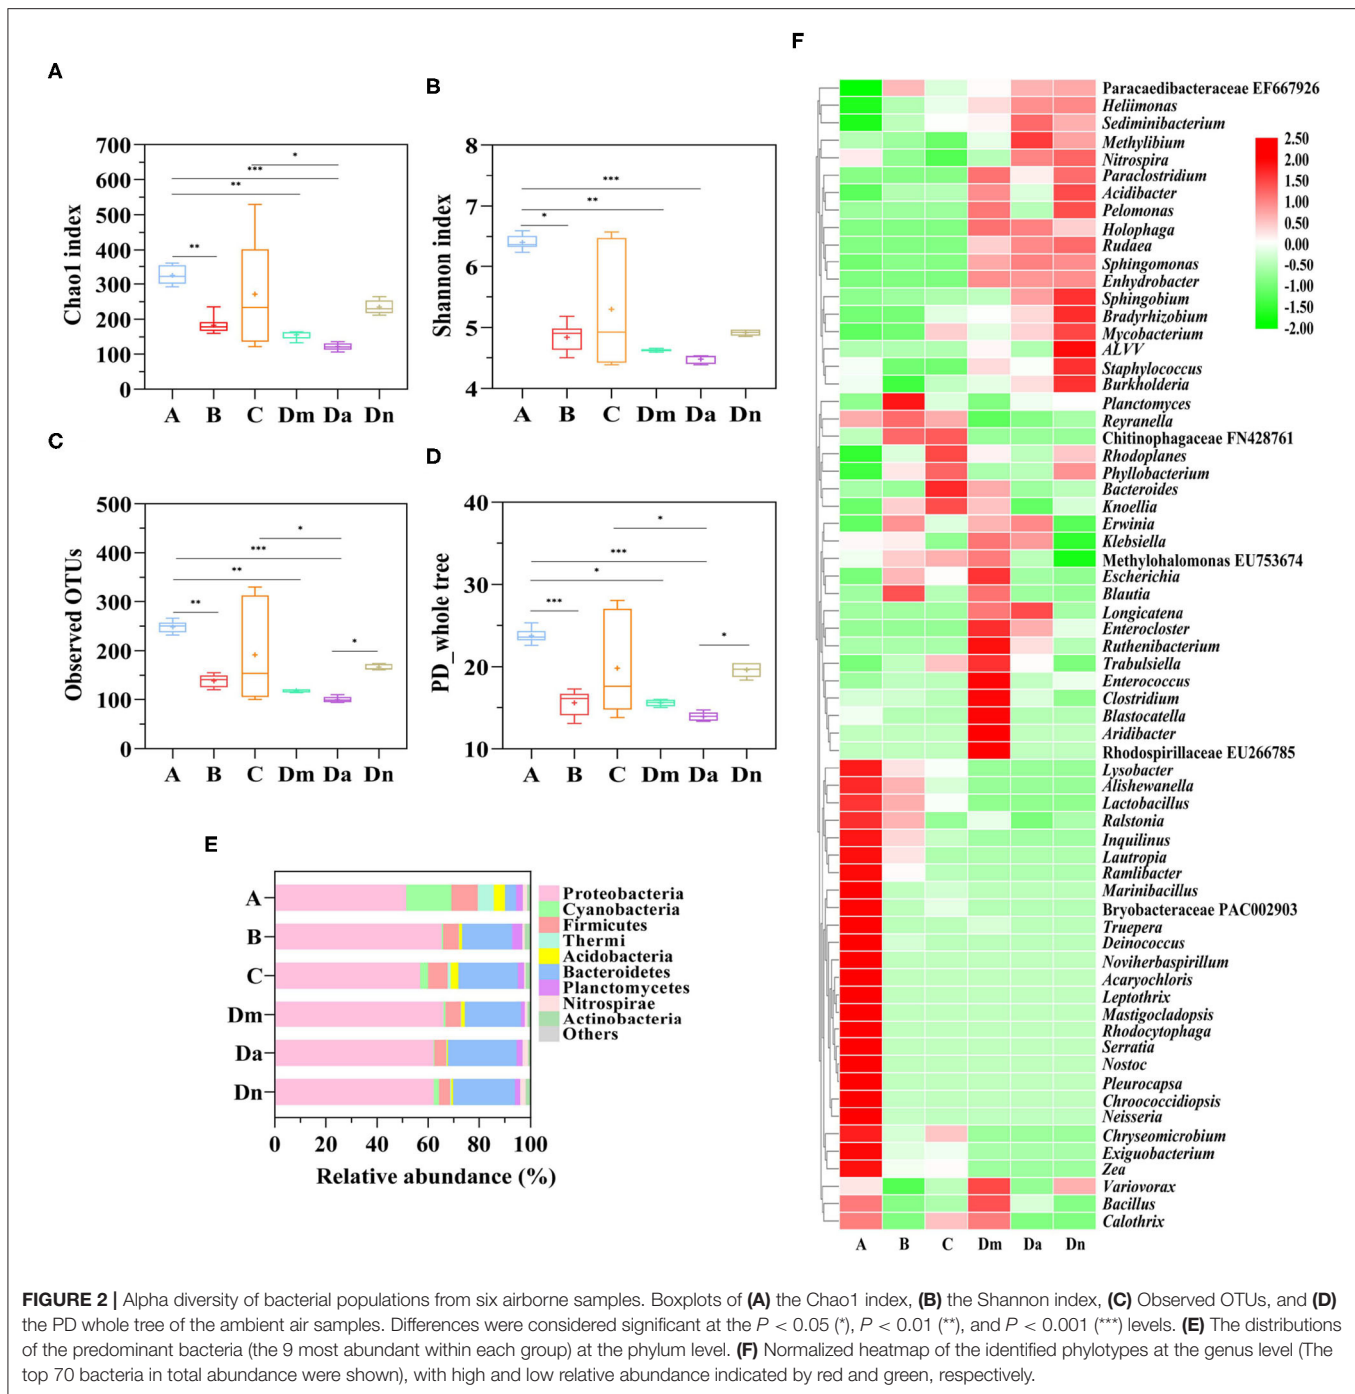 A
Chao1 index
700
600
500
400
300
200
100
0
*
***
**
**
A B C Dm Da Dn
B
Shannon index
8
7
6
5
4
***
**
*
A B C Dm Da Dn
C
Observed OTUs
500
400
300
200
100
0
*
***
**
**
*
A B C Dm Da Dn
D
PD_whole tree
40
30
20
10
*
***
*
***
*
A B C Dm Da Dn
E
A
B
C
Dm
Da
Dn
0 20 40 60 80 100
Relative abundance (%)
Proteobacteria
Cyanobacteria
Firmicutes
Thermi
Acidobacteria
Bacteroidetes
Planctomycetes
Nitrospirae
Actinobacteria
Others
F
Paracaedibacteraceae EF667926
Heliimonas
Sediminibacterium
Methylibium
Nitrospira
Paraclostridium
Acidibacter
Pelomonas
Holophaga
Rudaea
Sphingomonas
Enhydrobacter
Sphingobium
Bradyrhizobium
Mycobacterium
ALVV
Staphylococcus
Burkholderia
Planctomyces
Reyranella
Chitinophagaceae FN428761
Rhodoplanes
Phyllobacterium
Bacteroides
Knoellia
Erwinia
Klebsiella
Methylohalomonas EU753674
Escherichia
Blautia
Longicatena
Enterocloster
Ruthenibacterium
Trabulsiella
Enterococcus
Clostridium
Blastocatella
Aridibacter
Rhodospirillaceae EU266785
Lysobacter
Alishewanella
Lactobacillus
Ralstonia
Inquilinus
Lautropia
Ramlibacter
Marinibacillus
Bryobacteraceae PAC002903
Truepera
Deinococcus
Noviherbaspirillum
Acaryochloris
Leptothrix
Mastigocladopsis
Rhodocytophaga
Serratia
Nostoc
Pleurocapsa
Chroococcidiopsis
Neisseria
Chryseomicrobium
Exiguobacterium
Zea
Variovorax
Bacillus
Calothrix
A B C Dm Da Dn
2.50
2.00
1.50
1.00
0.50
0.00
-0.50
-1.00
-1.50
-2.00
FIGURE 2 | Alpha diversity of bacterial populations from six airborne samples. Boxplots of (A) the Chao1 index, (B) the Shannon index, (C) Observed OTUs, and (D)
the PD whole tree of the ambient air samples. Differences were considered significant at the P < 0.05 (*), P < 0.01 (**), and P < 0.001 (***) levels. (E) The distributions
of the predominant bacteria (the 9 most abundant within each group) at the phylum level. (F) Normalized heatmap of the identified phylotypes at the genus level (The
top 70 bacteria in total abundance were shown), with high and low relative abundance indicated by red and green, respectively.